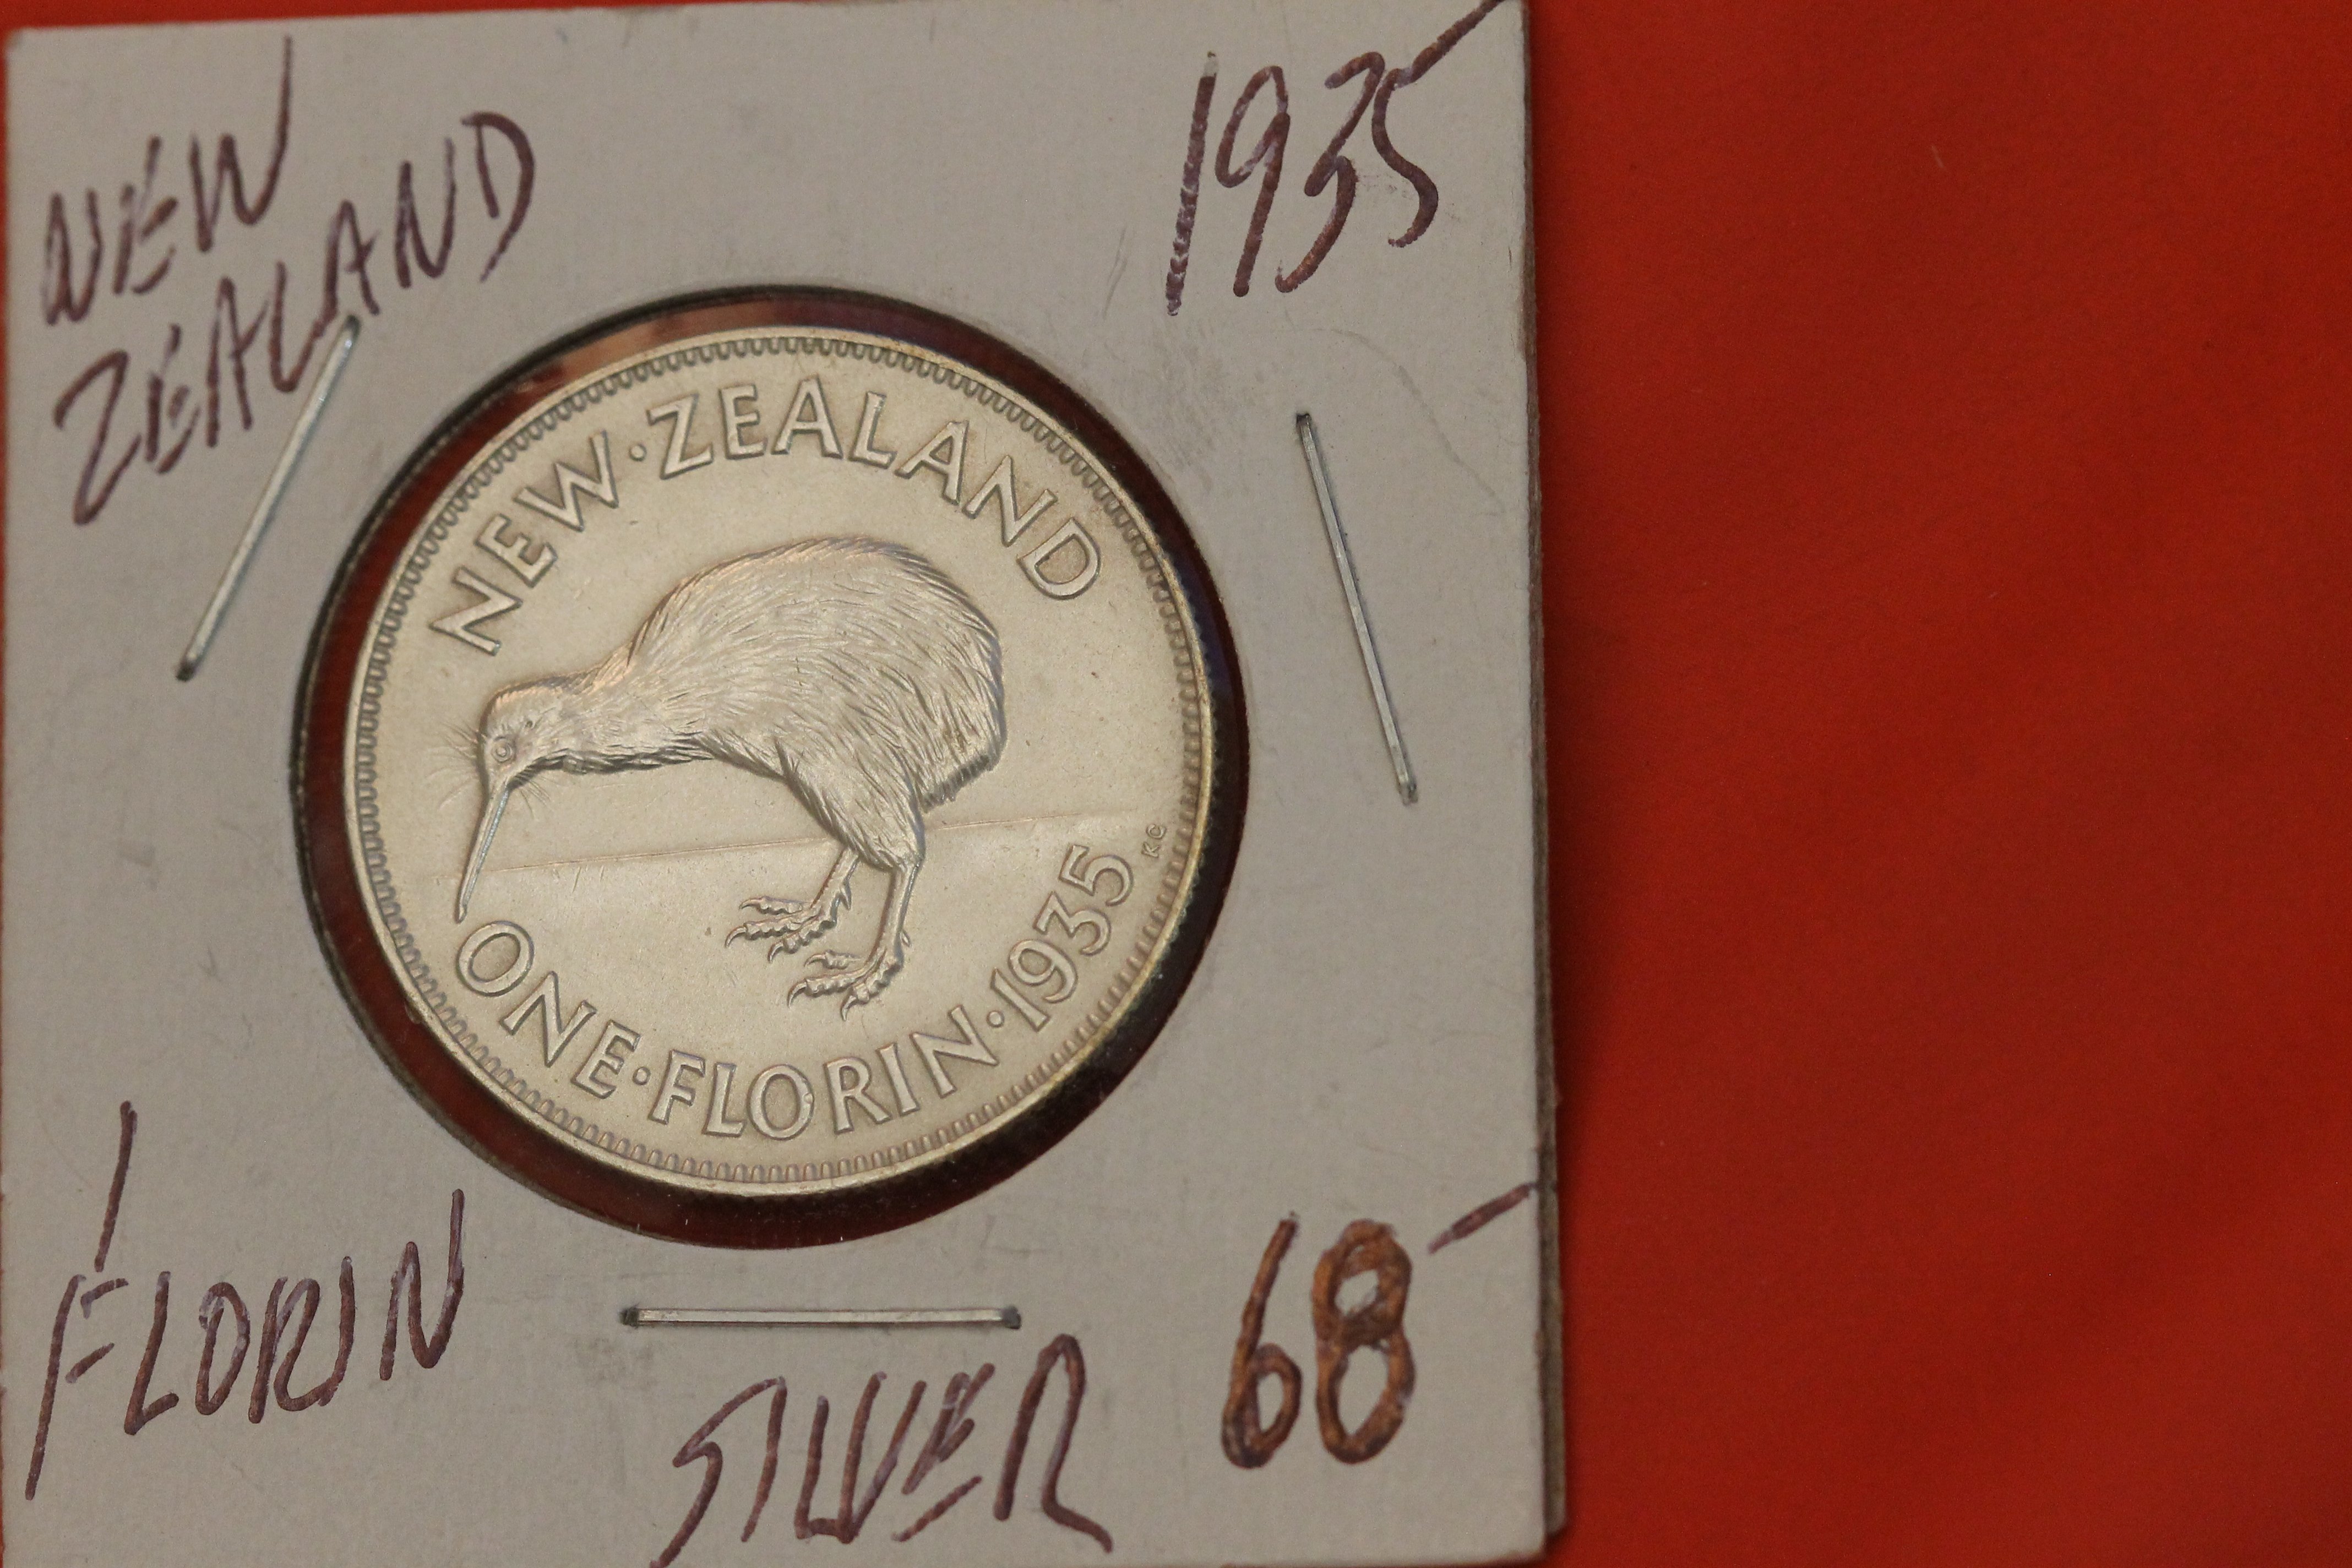 NEW
ZEALAND
1935
NEW·ZEALAND
KG
ONE·FLORIN·1935
1
FLORIN
SILVER
68-